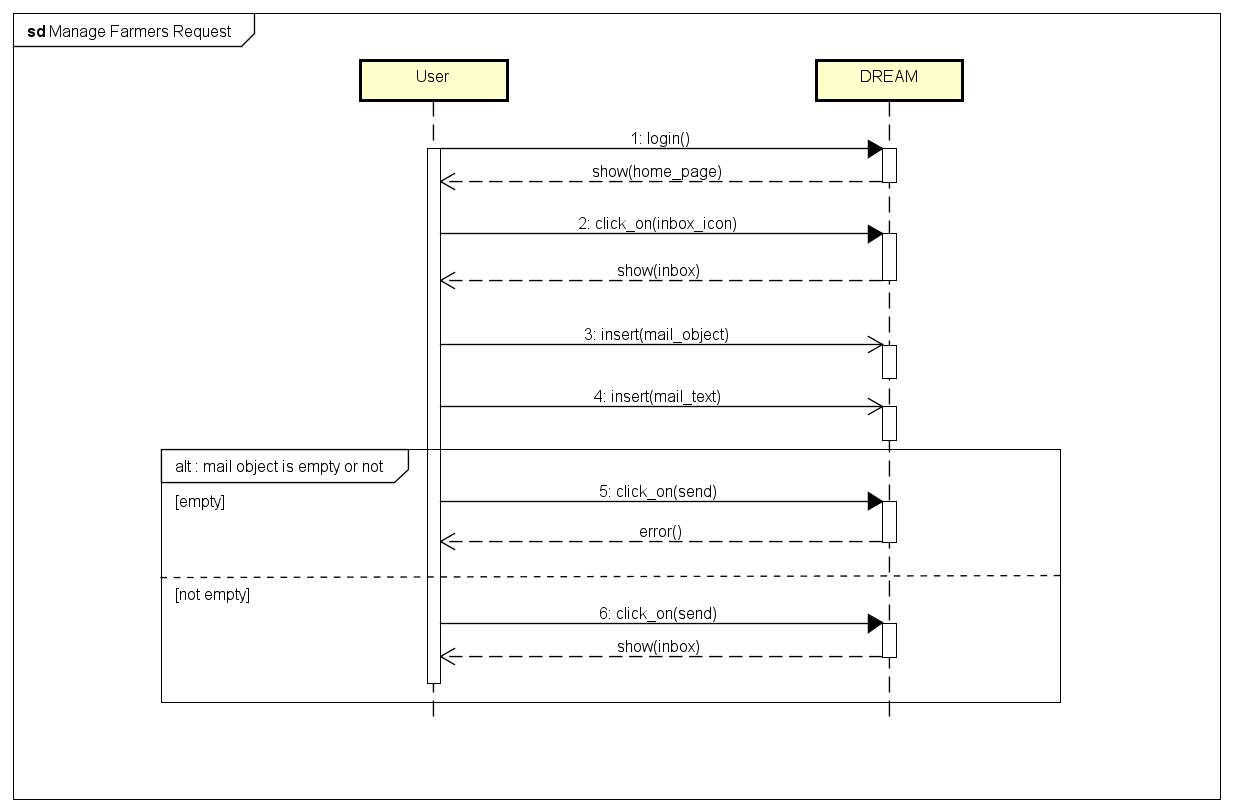 sd Manage Farmers Request
User
DREAM
1: login()
show(home_page)
2: click_on(inbox_icon)
show(inbox)
3: insert(mail_object)
4: insert(mail_text)
alt : mail object is empty or not
[empty]
5: click_on(send)
error()
[not empty]
6: click_on(send)
show(inbox)